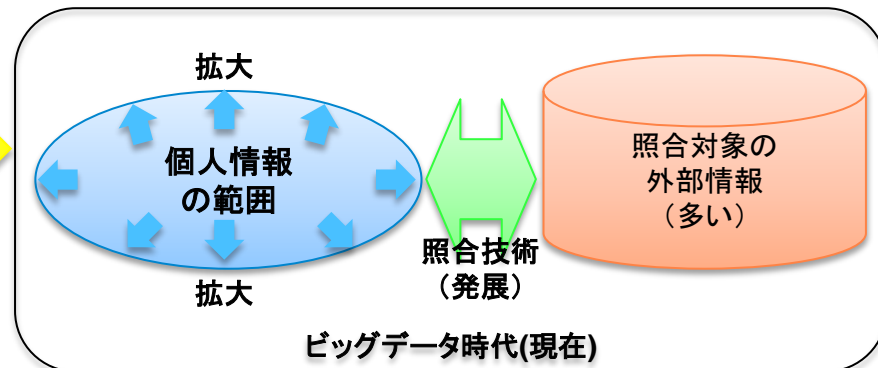 拡大
個人情報
の範囲
拡大
照合技術
（発展）
照合対象の
外部情報
（多い）
ビッグデータ時代(現在)